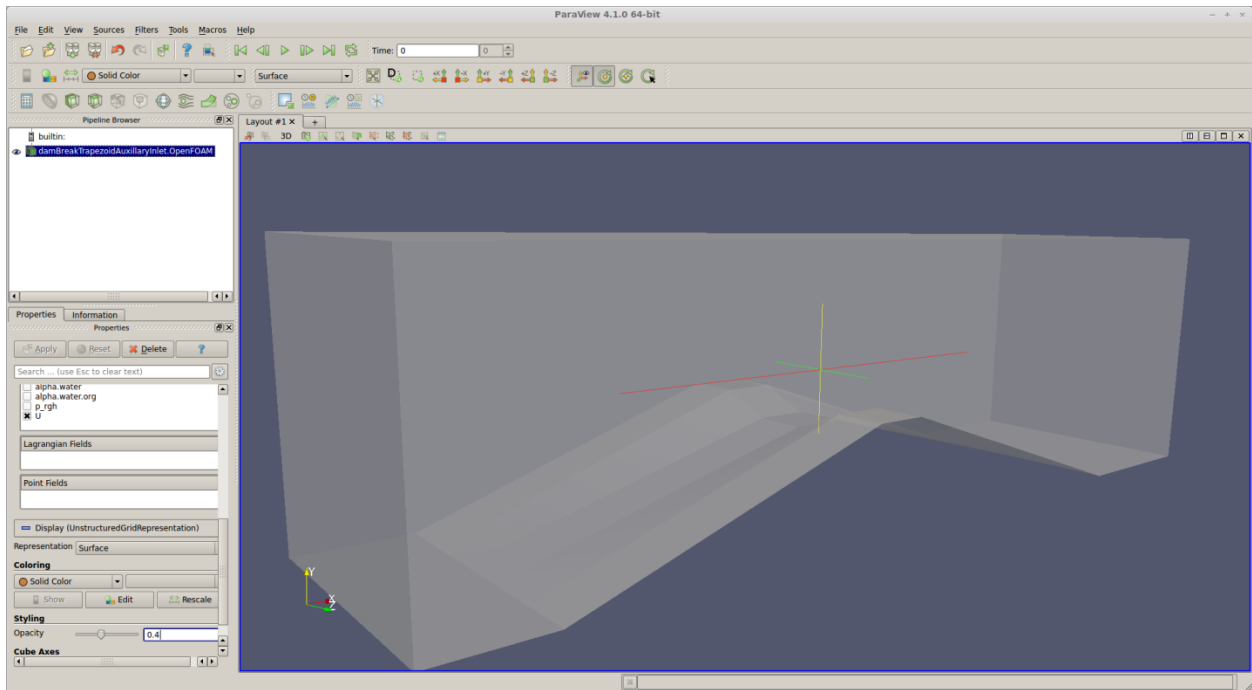 ParaView 4.1.0 64-bit
File Edit View Sources Filters Tools Macros Help
Time: 0 0
Solid Color Surface
Pipeline Browser
Layout #1 x +
builtin:
3D
damBreakTrapezoidAuxillaryInlet.OpenFOAM
Properties Information
Properties
Apply Reset Delete ?
Search ... (use Esc to clear text)
alpha.water
alpha.water.org
p_rgh
U
Lagrangian Fields
Point Fields
Display (UnstructuredGridRepresentation)
Representation Surface
Coloring
Solid Color
Show Edit Rescale
Styling
Opacity 0.4
Cube Axes
Y
X
Z